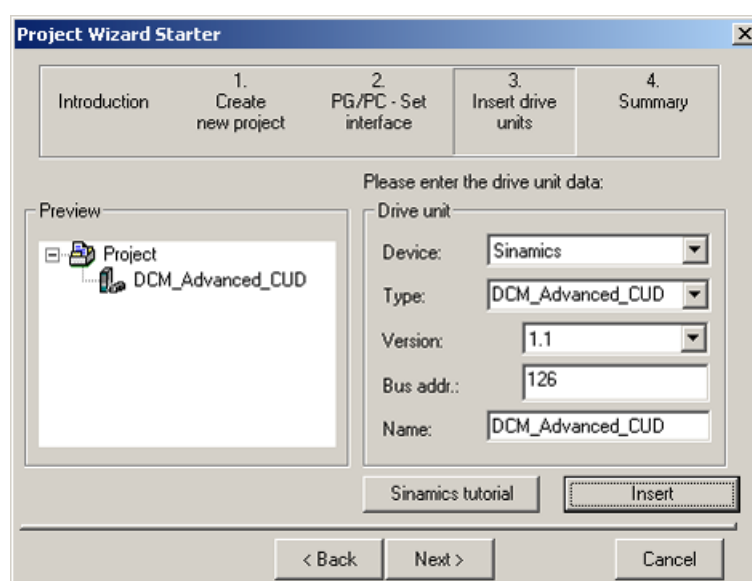 Project Wizard Starter
Introduction
1.
Create
new project
2.
PG/PC - Set
interface
3.
Insert drive
units
4.
Summary
Please enter the drive unit data:
Preview
Project
DCM_Advanced_CUD
Drive unit
Device: Sinamics
Type: DCM_Advanced_CUD
Version: 1.1
Bus addr.: 126
Name: DCM_Advanced_CUD
Sinamics tutorial
Insert
< Back
Next >
Cancel